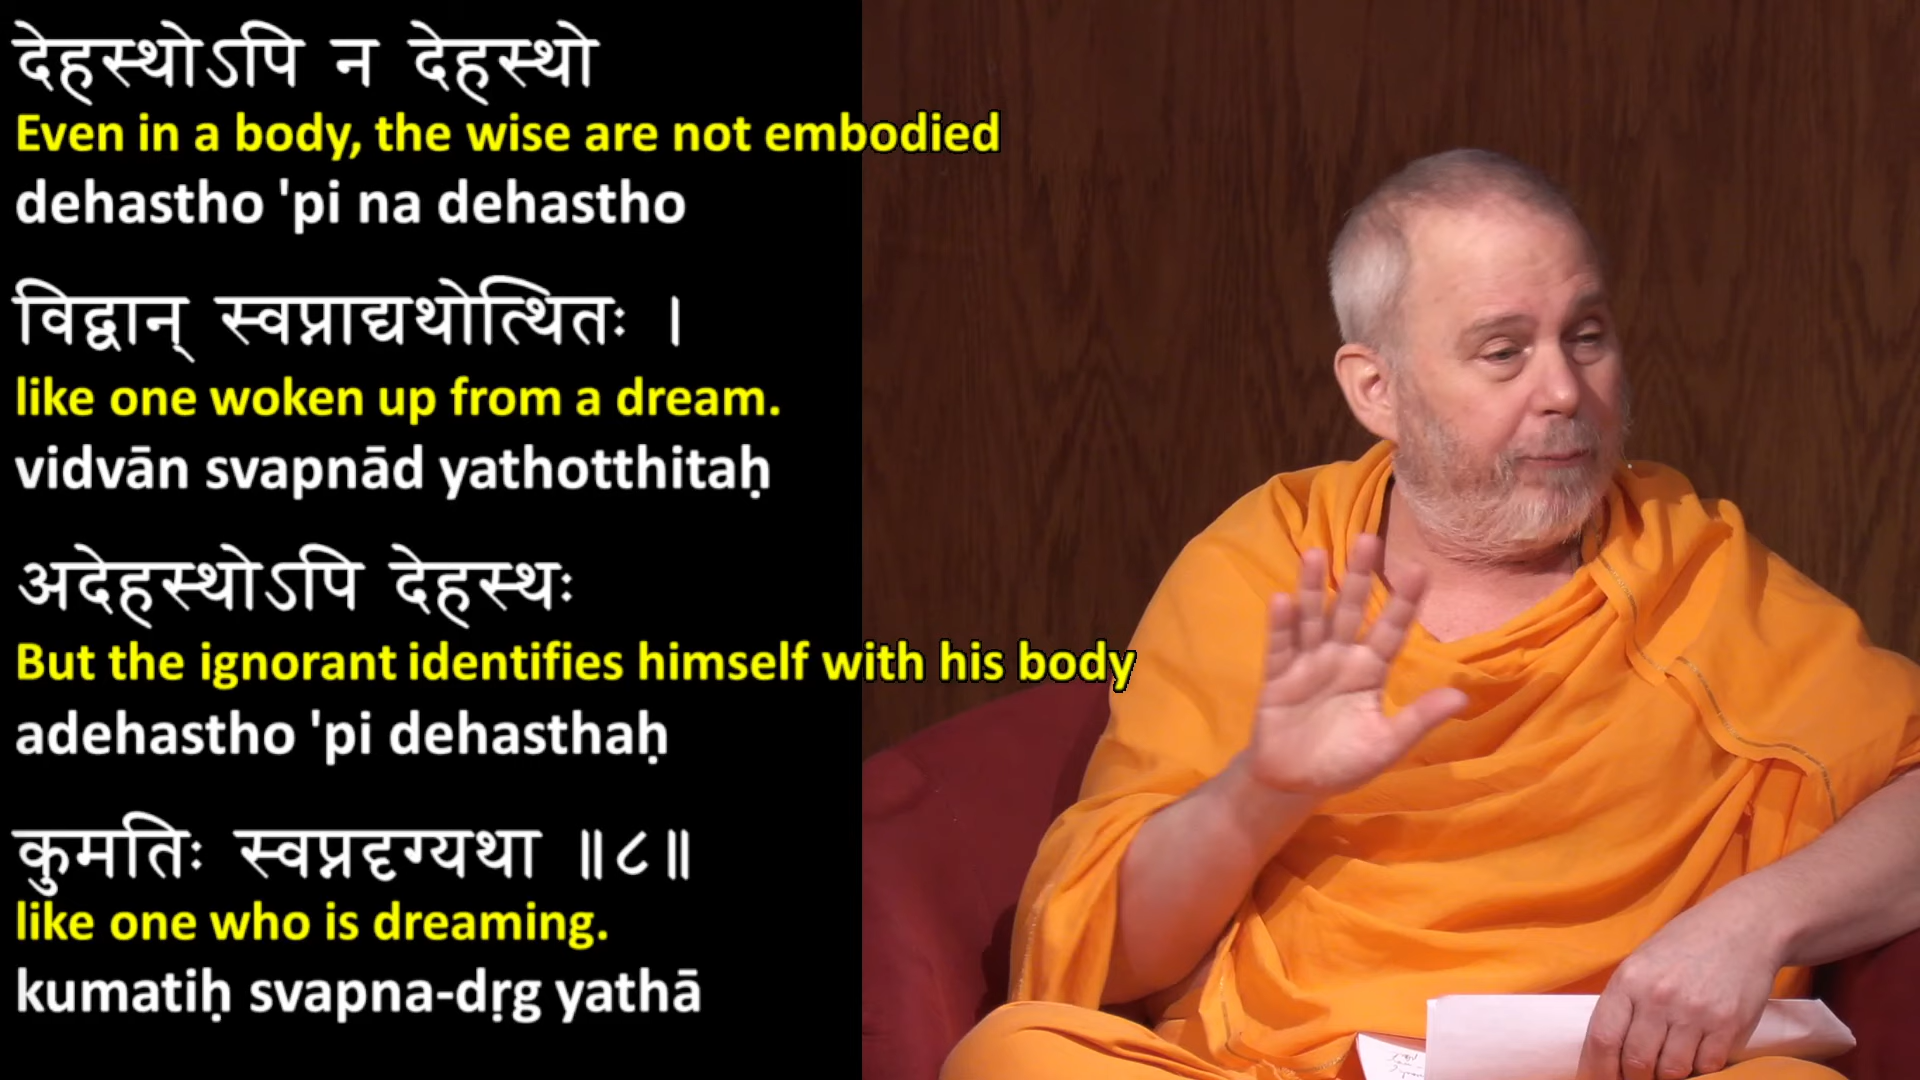 देहस्थोऽपि न देहस्थो
Even in a body, the wise are not embodied
dehastho 'pi na dehastho
विद्वान् स्वप्नाद्यथोत्थितः ।
like one woken up from a dream.
vidvān svapnād yathotthitaḥ
अदेहस्थोऽपि देहस्थः
But the ignorant identifies himself with his body
adehastho 'pi dehasthaḥ
कुमतिः स्वप्नदृग्यथा ॥८॥
like one who is dreaming.
kumatiḥ svapna-dṛg yathā